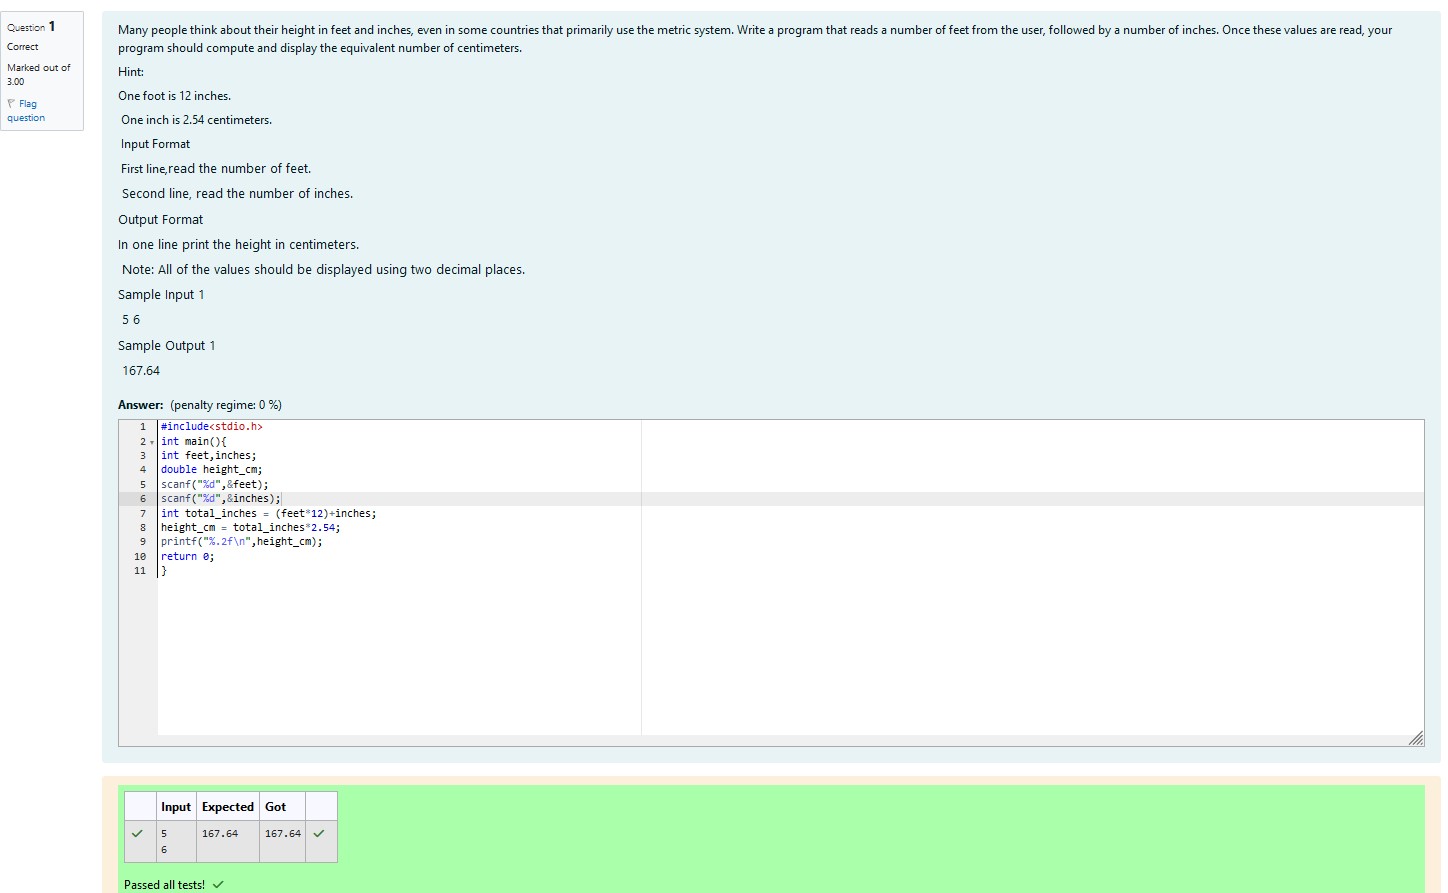 Question 1
Correct
Marked out of
3.00
Flag
question
Many people think about their height in feet and inches, even in some countries that primarily use the metric system. Write a program that reads a number of feet from the user, followed by a number of inches. Once these values are read, your
program should compute and display the equivalent number of centimeters.
Hint:
One foot is 12 inches.
One inch is 2.54 centimeters.
Input Format
First line,read the number of feet.
Second line, read the number of inches.
Output Format
In one line print the height in centimeters.
Note: All of the values should be displayed using two decimal places.
Sample Input 1
5 6
Sample Output 1
167.64
Answer: (penalty regime: 0 %)
1 #include<stdio.h>
2 int main(){
3 int feet,inches;
4 double height_cm;
5 scanf("%d",&feet);
6 scanf("%d",&inches);
7 int total_inches = (feet*12)+inches;
8 height_cm = total_inches*2.54;
9 printf("%.2f\n",height_cm);
10 return 0;
11 }
Input Expected Got
5 167.64 167.64
6
Passed all tests!